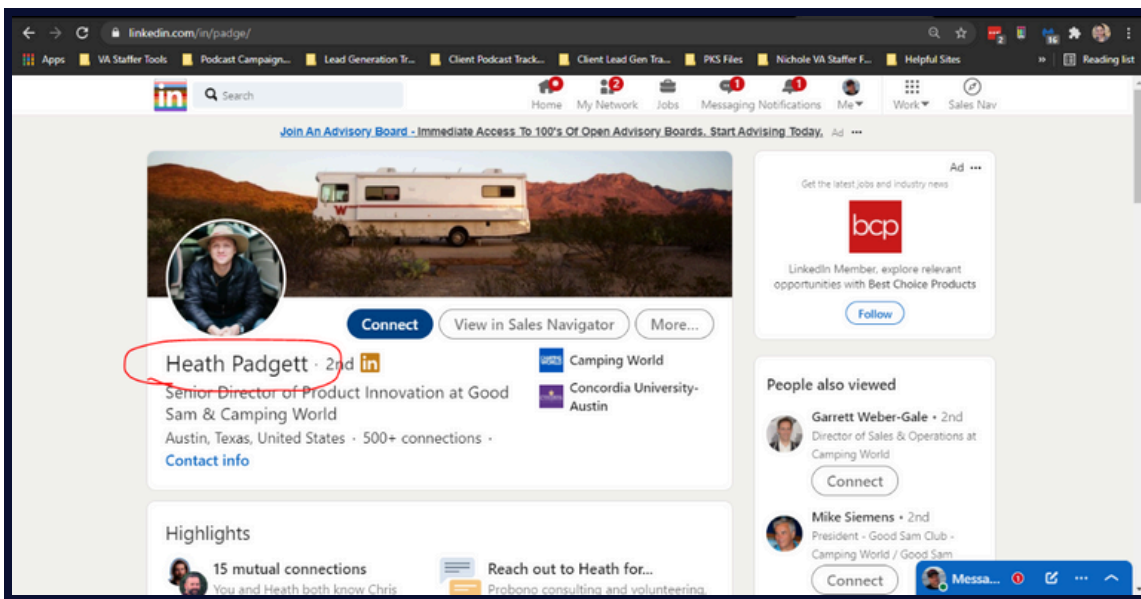 linkedin.com/in/padge/
2
16
Apps
VA Staffer Tools
Podcast Campaign...
Lead Generation Tr...
Client Podcast Track...
Client Lead Gen Tra...
PKS Files
Nichole VA Staffer F...
Helpful Sites
»
Reading list
in
Search
Home
2
My Network
Jobs
1
Messaging
1
Notifications
Me
Work
Sales Nav
Join An Advisory Board - Immediate Access To 100's Of Open Advisory Boards. Start Advising Today. Ad ...
W
Connect
View in Sales Navigator
More...
Heath Padgett · 2nd in
Senior Director of Product Innovation at Good
Sam & Camping World
Austin, Texas, United States · 500+ connections ·
Contact info
Camping World
Concordia University-
Austin
Highlights
15 mutual connections
You and Heath both know Chris
Reach out to Heath for...
Probono consulting and volunteering,
Ad ...
Get the latest jobs and industry news
bcp
LinkedIn Member, explore relevant
opportunities with Best Choice Products
Follow
People also viewed
Garrett Weber-Gale • 2nd
Director of Sales & Operations at
Camping World
Connect
Mike Siemens • 2nd
President - Good Sam Club -
Camping World / Good Sam
Connect
Messa...